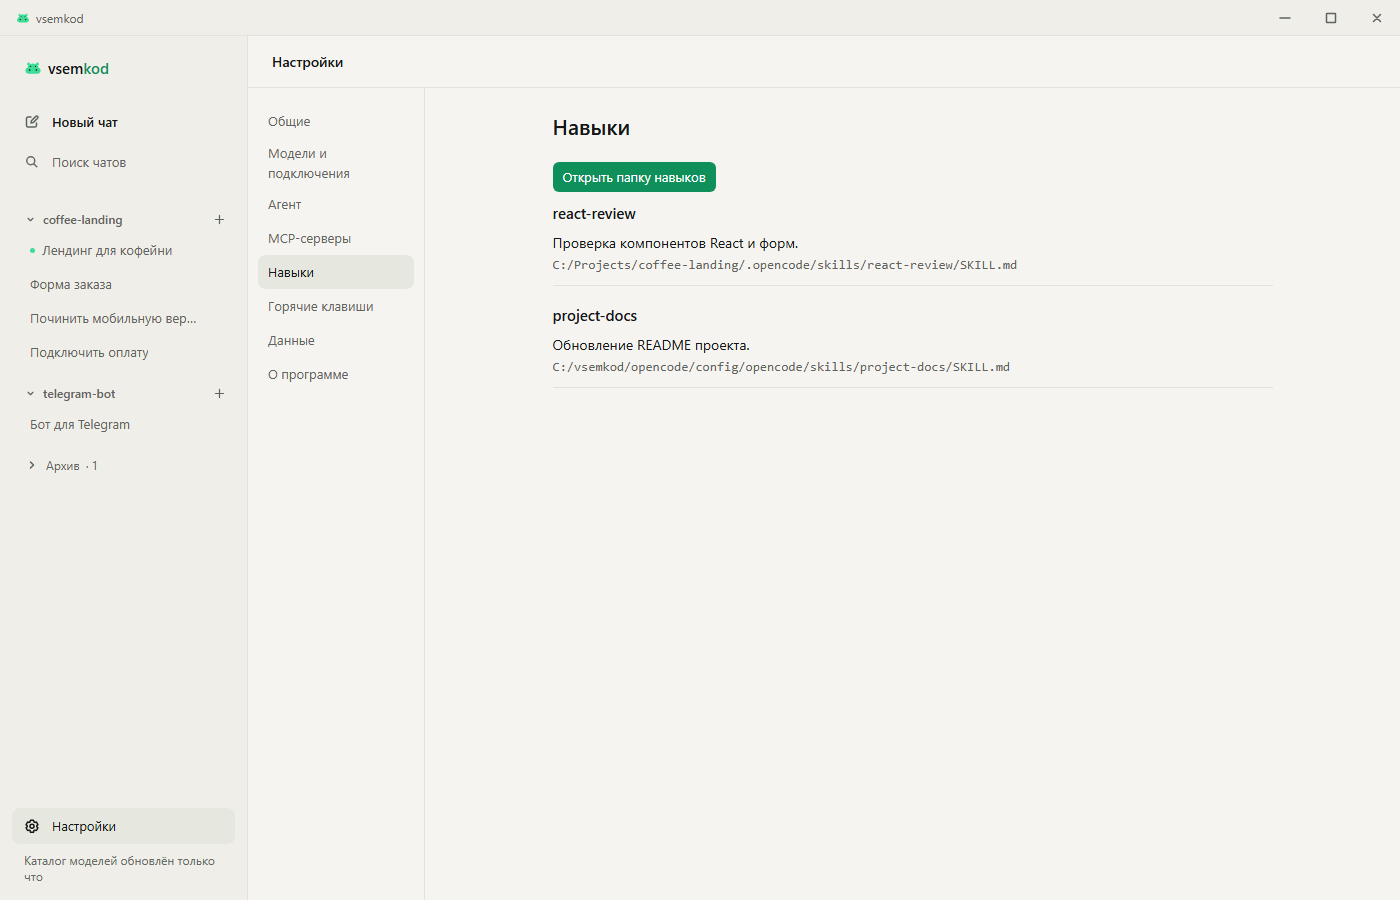 vsemkod
vsemkod
Новый чат
Поиск чатов
coffee-landing
Лендинг для кофейни
Форма заказа
Починить мобильную вер...
Подключить оплату
telegram-bot
Бот для Telegram
Архив · 1
Настройки
Каталог моделей обновлён только
что
Настройки
Общие
Модели и
подключения
Агент
MCP-серверы
Навыки
Горячие клавиши
Данные
О программе
Навыки
Открыть папку навыков
react-review
Проверка компонентов React и форм.
C:/Projects/coffee-landing/.opencode/skills/react-review/SKILL.md
project-docs
Обновление README проекта.
C:/vsemkod/opencode/config/opencode/skills/project-docs/SKILL.md